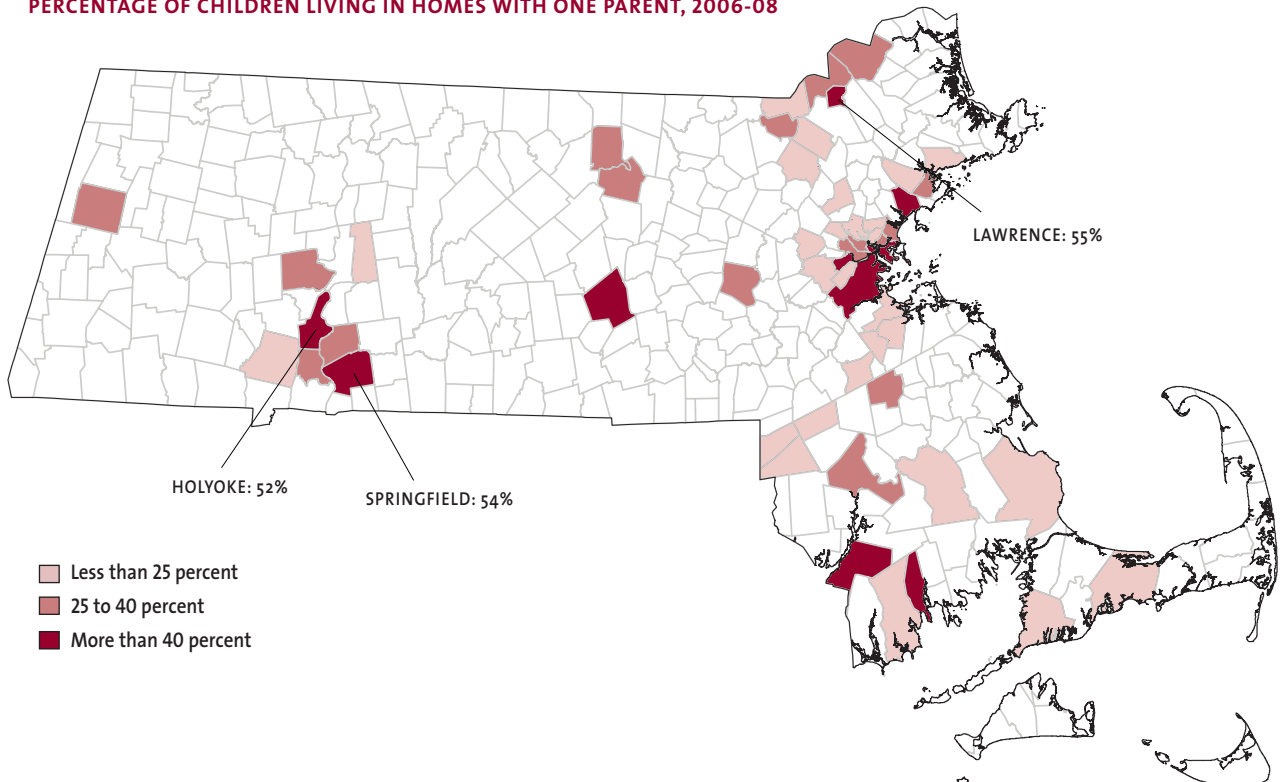 PERCENTAGE OF CHILDREN LIVING IN HOMES WITH ONE PARENT, 2006-08
LAWRENCE: 55%
HOLYOKE: 52%
SPRINGFIELD: 54%
Less than 25 percent
25 to 40 percent
More than 40 percent